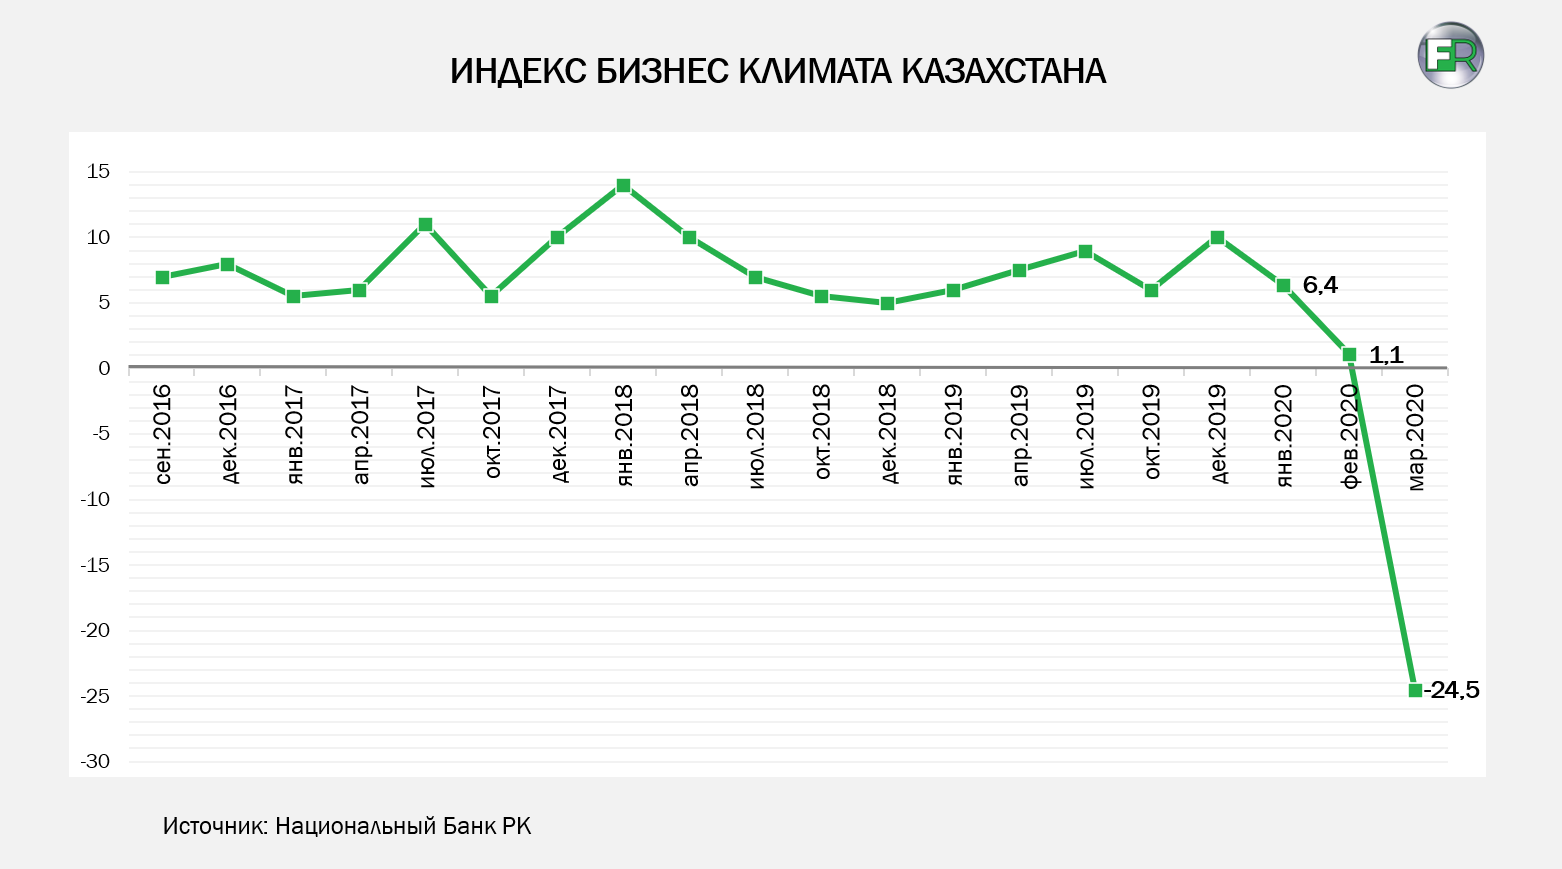 ИНДЕКС БИЗНЕС КЛИМАТА КАЗАХСТАНА
FR
15
10
5
0
-5
-10
-15
-20
-25
-30
6,4
1,1
-24,5
сен.2016
дек.2016
янв.2017
апр.2017
июл.2017
окт.2017
дек.2017
янв.2018
апр.2018
июл.2018
окт.2018
дек.2018
янв.2019
апр.2019
июл.2019
окт.2019
дек.2019
янв.2020
фев.2020
мар.2020
Источник: Национальный Банк РК